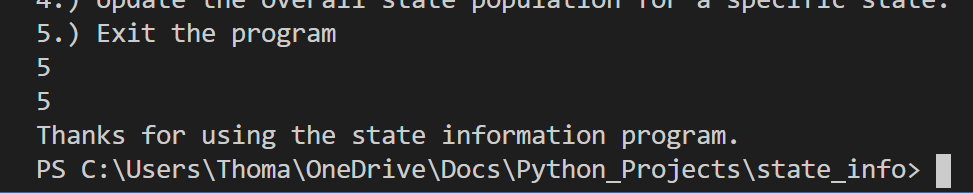 4.) Update the overall state population for a specific state.
5.) Exit the program
5
5
Thanks for using the state information program.
PS C:\Users\Thoma\OneDrive\Docs\Python_Projects\state_info>